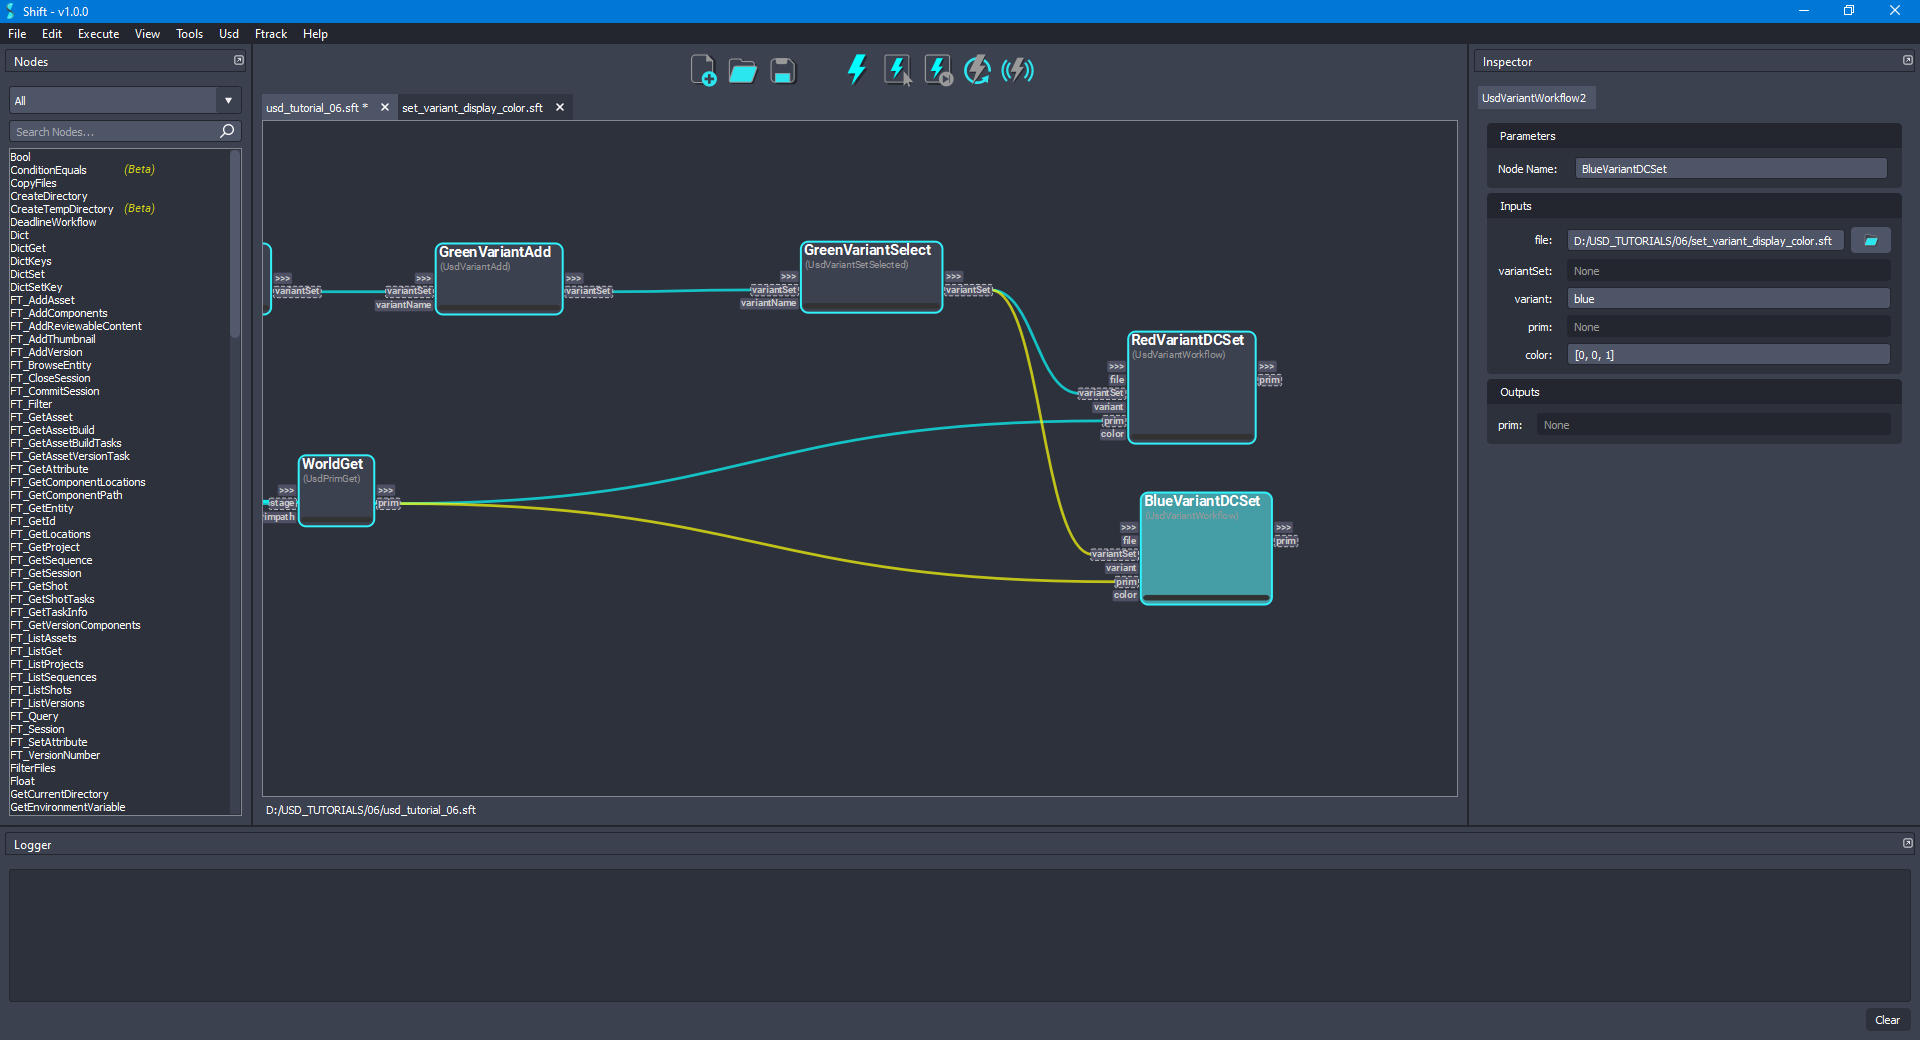 Shift - v1.0.0
File Edit Execute View Tools Usd Ftrack Help
Nodes
All
Search Nodes...
Bool
ConditionEquals (Beta)
CopyFiles
CreateDirectory
CreateTempDirectory (Beta)
DeadlineWorkflow
Dict
DictGet
DictKeys
DictSet
DictSetKey
FT_AddAsset
FT_AddComponents
FT_AddReviewableContent
FT_AddThumbnail
FT_AddVersion
FT_BrowseEntity
FT_CloseSession
FT_CommitSession
FT_Filter
FT_GetAsset
FT_GetAssetBuild
FT_GetAssetBuildTasks
FT_GetAssetVersionTask
FT_GetAttribute
FT_GetComponentLocations
FT_GetComponentPath
FT_GetEntity
FT_GetId
FT_GetLocations
FT_GetProject
FT_GetSequence
FT_GetSession
FT_GetShot
FT_GetShotTasks
FT_GetTaskInfo
FT_GetVersionComponents
FT_ListAssets
FT_ListGet
FT_ListProjects
FT_ListSequences
FT_ListShots
FT_ListVersions
FT_Query
FT_Session
FT_SetAttribute
FT_VersionNumber
FilterFiles
Float
GetCurrentDirectory
GetEnvironmentVariable
usd_tutorial_06.sft * set_variant_display_color.sft
>>>
variantSet
GreenVariantAdd
(UsdVariantAdd)
>>>
variantSet
variantName
>>>
variantSet
GreenVariantSelect
(UsdVariantSetSelected)
>>>
variantSet
variantName
>>>
variantSet
RedVariantDCSet
(UsdVariantWorkflow)
>>>
file
variantSet
variant
prim
color
>>>
prim
WorldGet
(UsdPrimGet)
>>>
stage
rimpath
>>>
prim
BlueVariantDCSet
(UsdVariantWorkflow)
>>>
file
variantSet
variant
prim
color
>>>
prim
D:/USD_TUTORIALS/06/usd_tutorial_06.sft
Inspector
UsdVariantWorkflow2
Parameters
Node Name: BlueVariantDCSet
Inputs
file: D:/USD_TUTORIALS/06/set_variant_display_color.sft
variantSet: None
variant: blue
prim: None
color: [0, 0, 1]
Outputs
prim: None
Logger
Clear